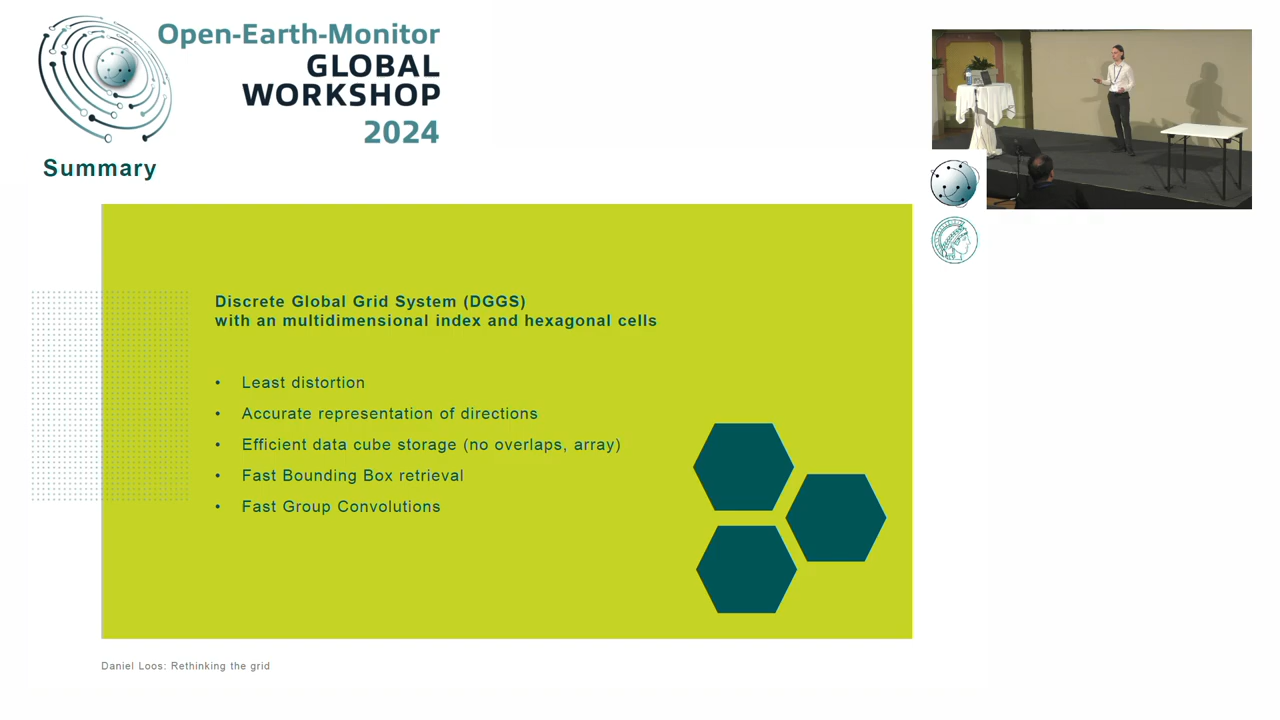 Open-Earth-Monitor
GLOBAL
WORKSHOP
2024
Summary
Discrete Global Grid System (DGGS)
with an multidimensional index and hexagonal cells
• Least distortion
• Accurate representation of directions
• Efficient data cube storage (no overlaps, array)
• Fast Bounding Box retrieval
• Fast Group Convolutions
Daniel Loos: Rethinking the grid